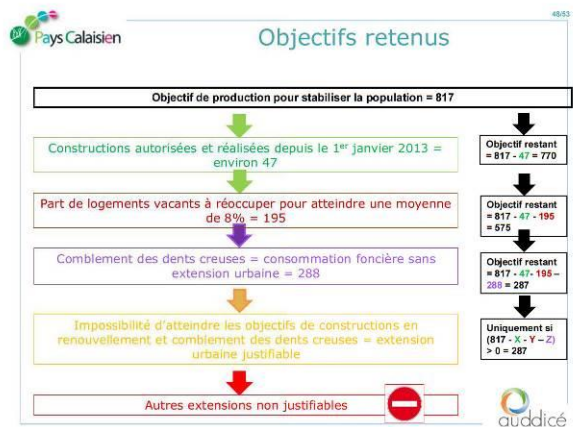 48/53
Pays Calaisien
Objectifs retenus
Objectif de production pour stabiliser la population = 817
Constructions autorisées et réalisées depuis le 1er janvier 2013 =
environ 47
Objectif restant
= 817 - 47 = 770
Part de logements vacants à réoccuper pour atteindre une moyenne
de 8% = 195
Objectif restant
= 817 - 47 - 195
= 575
Comblement des dents creuses = consommation foncière sans
extension urbaine = 288
Objectif restant
= 817 - 47- 195 –
288 = 287
Impossibilité d'atteindre les objectifs de constructions en
renouvellement et comblement des dents creuses = extension
urbaine justifiable
Uniquement si
(817 - X - Y – Z)
> 0 = 287
Autres extensions non justifiables
auddicé